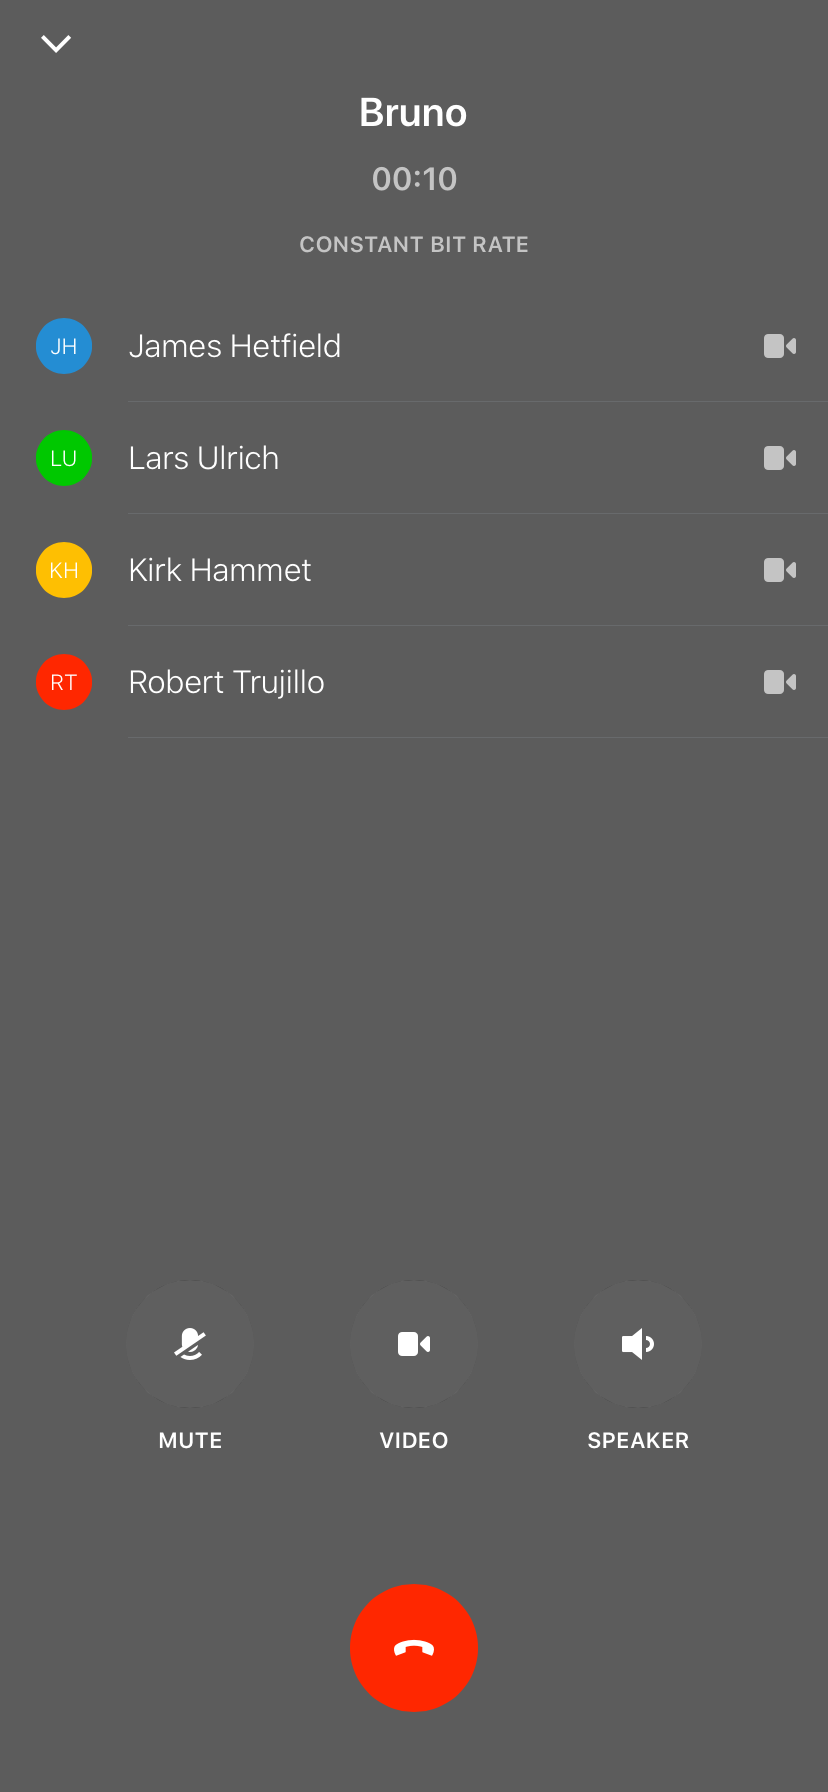 Bruno
00:10
CONSTANT BIT RATE
JH James Hetfield
LU Lars Ulrich
KH Kirk Hammet
RT Robert Trujillo
MUTE VIDEO SPEAKER